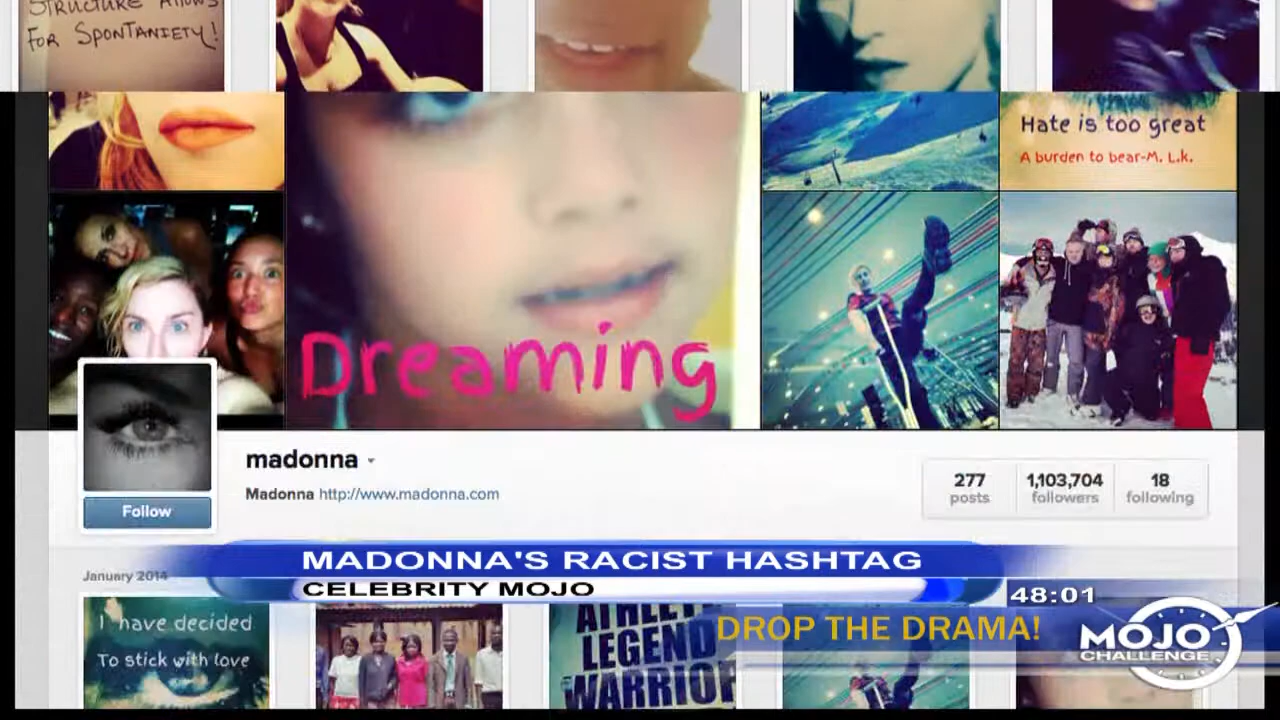 STRUCTURE ALLOWS
FOR SPONTANIETY!
Hate is too great
A burden to bear-M. L.k.
Dreaming
madonna
Madonna http://www.madonna.com
277
posts
1,103,704
followers
18
following
Follow
MADONNA'S RACIST HASHTAG
CELEBRITY MOJO
January 2014
48:01
DROP THE DRAMA!
MOJO
CHALLENGE
I have decided
To stick with love
ATHLETE
LEGEND
WARRIOR